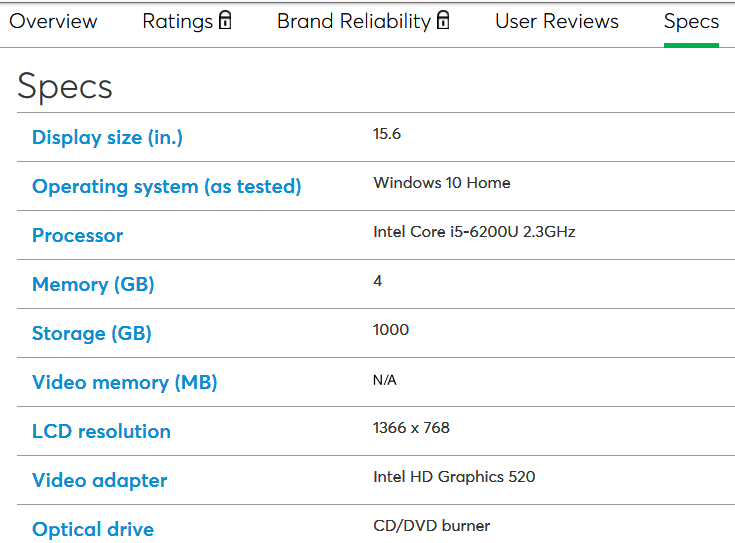 Overview Ratings Brand Reliability User Reviews Specs
Specs
Display size (in.) 15.6
Operating system (as tested) Windows 10 Home
Processor Intel Core i5-6200U 2.3GHz
Memory (GB) 4
Storage (GB) 1000
Video memory (MB) N/A
LCD resolution 1366 x 768
Video adapter Intel HD Graphics 520
Optical drive CD/DVD burner